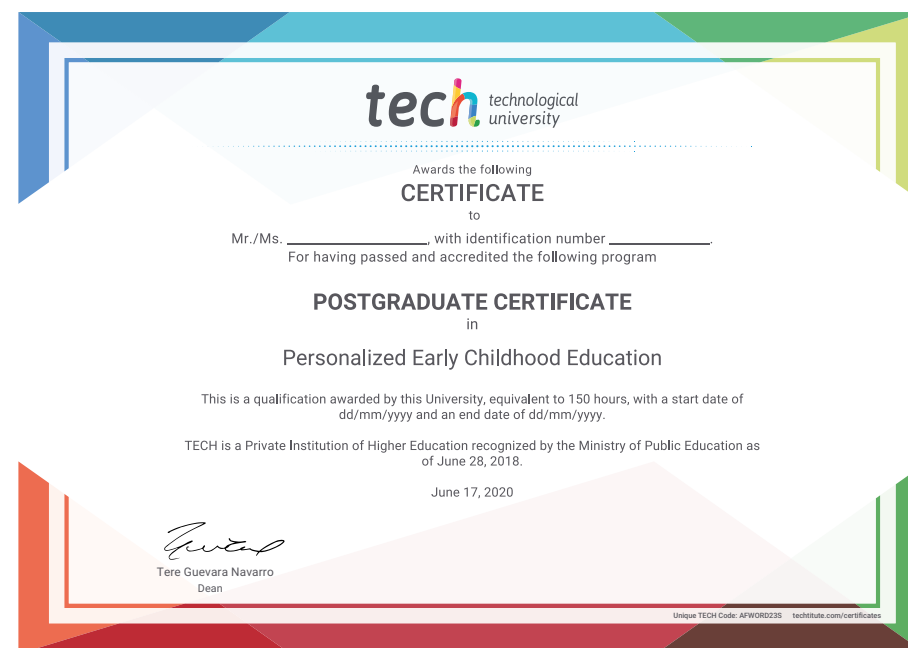 tech technological
university
Awards the following
CERTIFICATE
to
Mr./Ms. ____________________, with identification number ______________.
For having passed and accredited the following program
POSTGRADUATE CERTIFICATE
in
Personalized Early Childhood Education
This is a qualification awarded by this University, equivalent to 150 hours, with a start date of
dd/mm/yyyy and an end date of dd/mm/yyyy.
TECH is a Private Institution of Higher Education recognized by the Ministry of Public Education as
of June 28, 2018.
June 17, 2020
Tere Guevara Navarro
Dean
Unique TECH Code: AFWORD23S techtitute.com/certificates